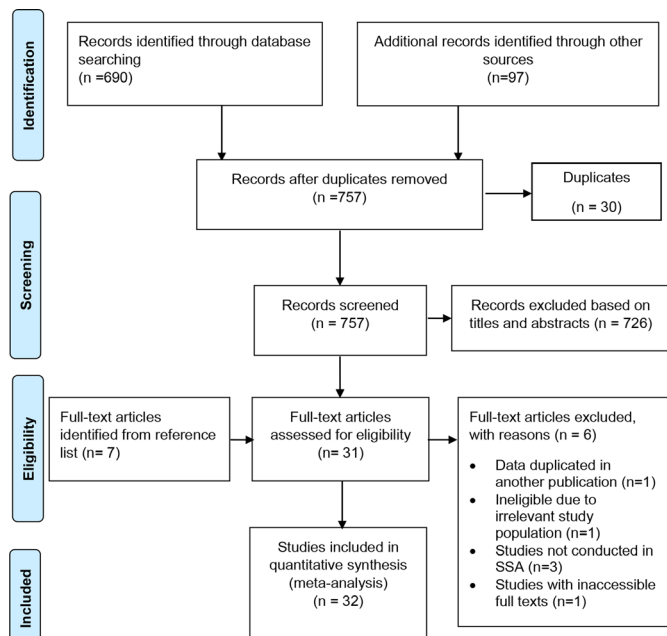 Identification
Records identified through database
searching
(n =690)
Additional records identified through other
sources
(n=97)
Records after duplicates removed
(n =757)
Duplicates
(n = 30)
Screening
Records screened
(n = 757)
Records excluded based on
titles and abstracts (n = 726)
Eligibility
Full-text articles
identified from reference
list (n= 7)
Full-text articles
assessed for eligibility
(n= 31)
Full-text articles excluded,
with reasons (n = 6)
• Data duplicated in
another publication (n=1)
• Ineligible due to
irrelevant study
population (n=1)
• Studies not conducted in
SSA (n=3)
• Studies with inaccessible
full texts (n=1)
Included
Studies included in
quantitative synthesis
(meta-analysis)
n = 32)